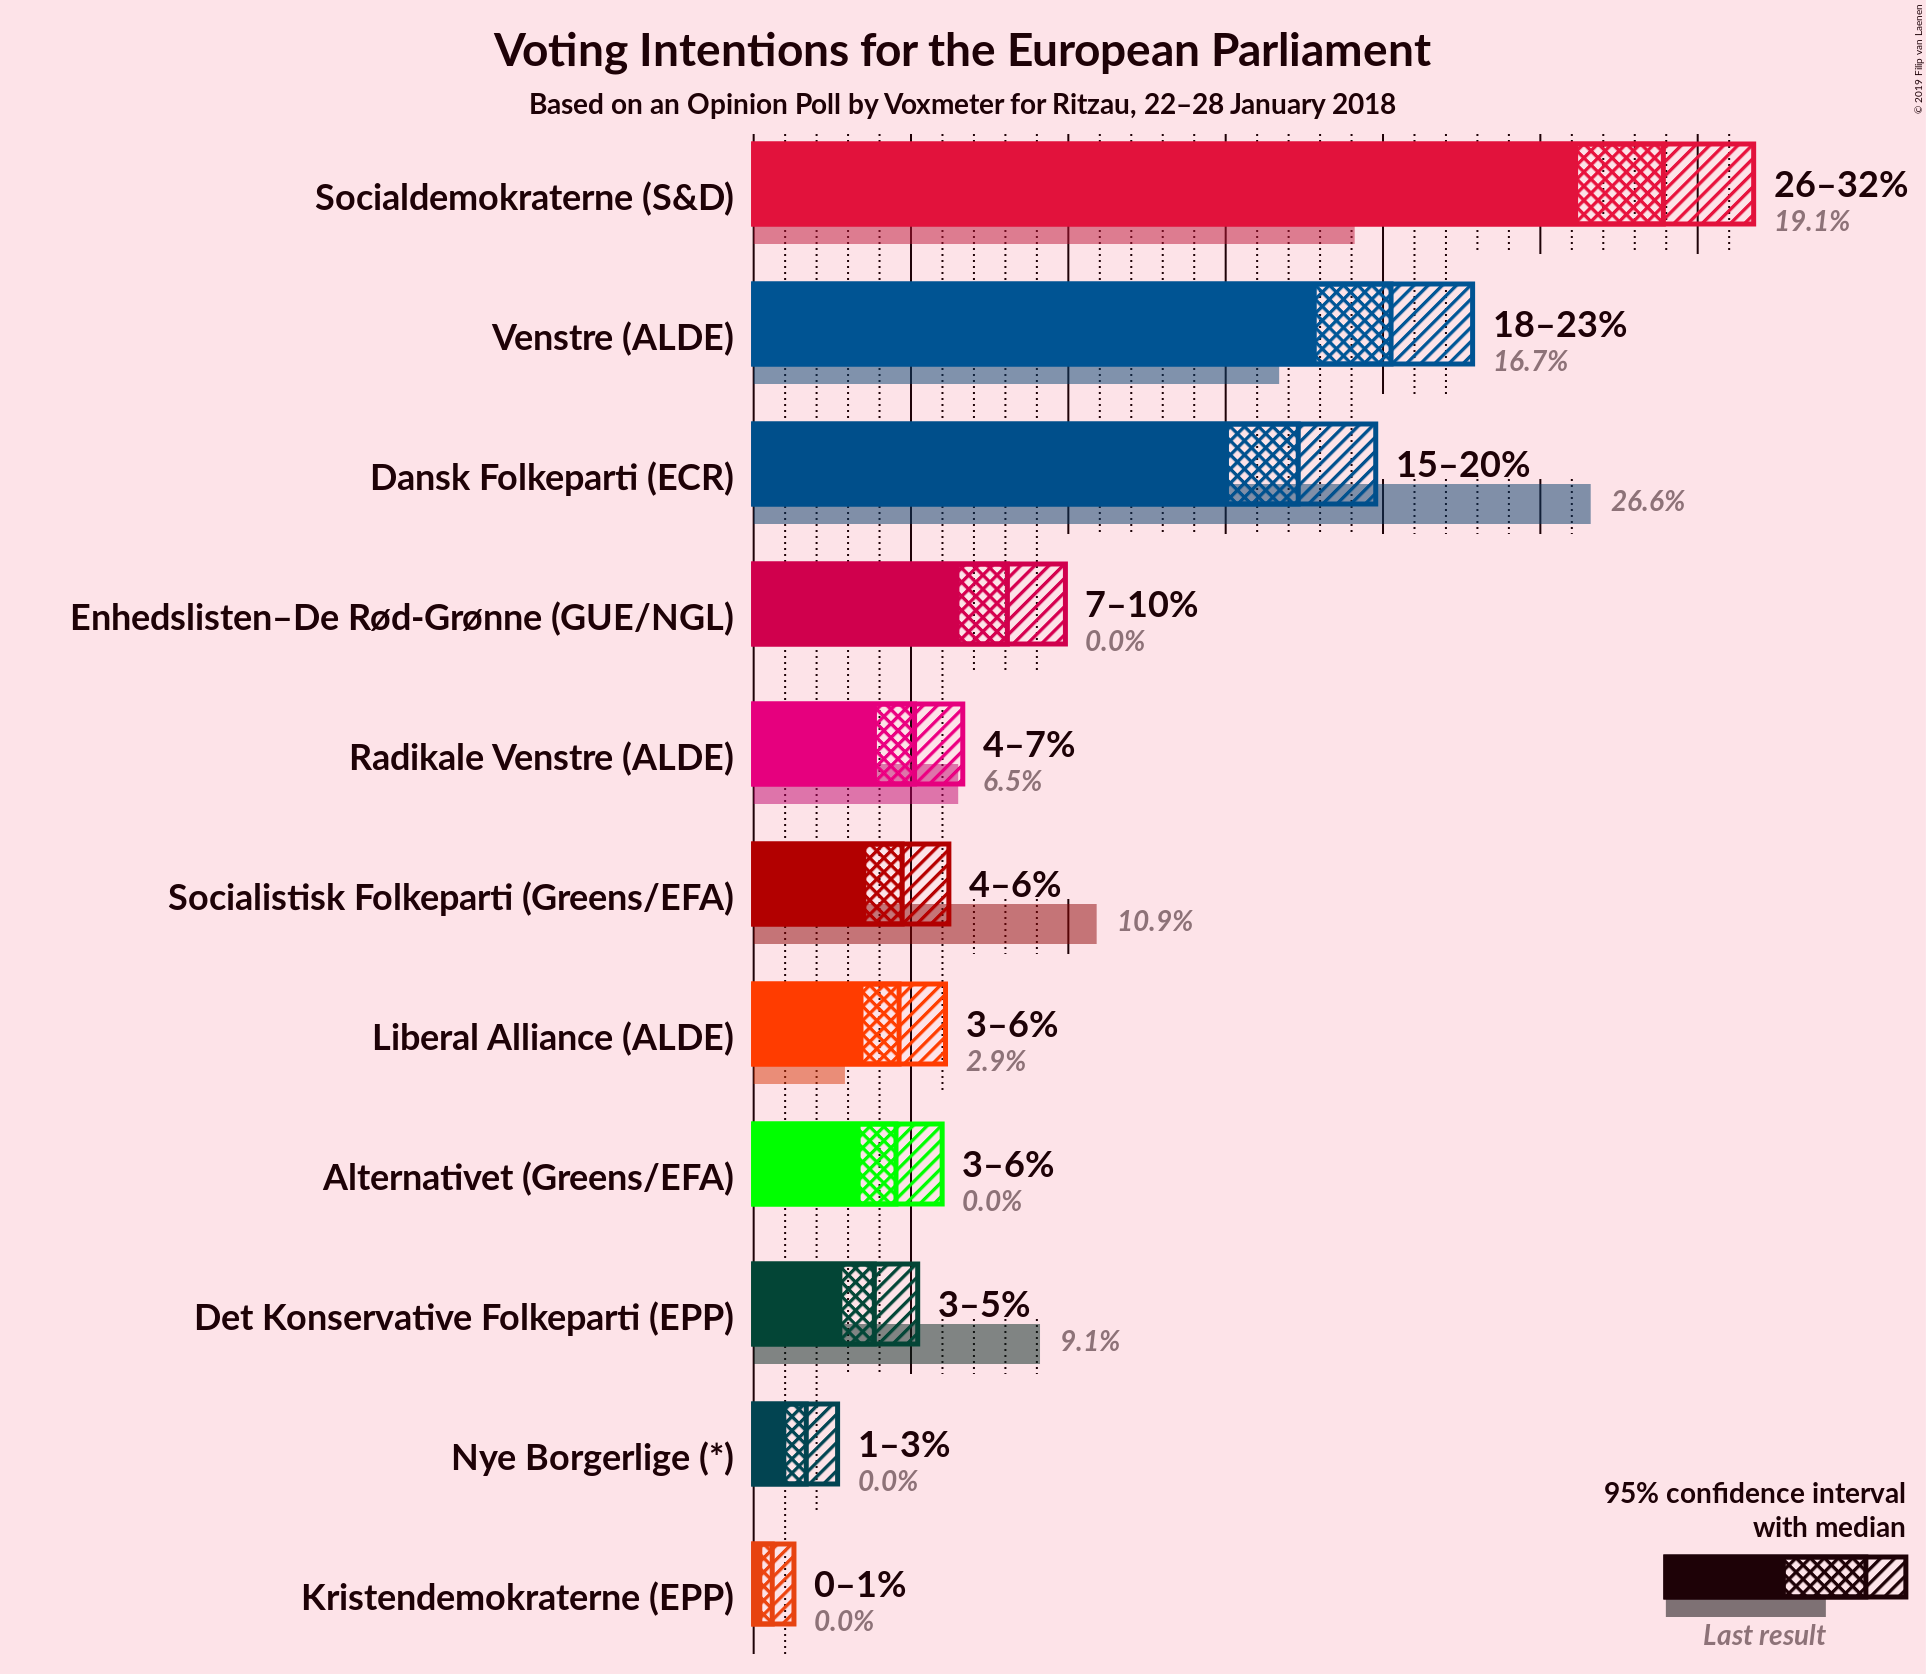 Voting Intentions for the European Parliament
Based on an Opinion Poll by Voxmeter for Ritzau, 22–28 January 2018
© 2019 Filip van Laenen
Socialdemokraterne (S&D)
26–32%
19.1%
Venstre (ALDE)
18–23%
16.7%
Dansk Folkeparti (ECR)
15–20%
26.6%
Enhedslisten–De Rød-Grønne (GUE/NGL)
7–10%
0.0%
Radikale Venstre (ALDE)
4–7%
6.5%
Socialistisk Folkeparti (Greens/EFA)
4–6%
10.9%
Liberal Alliance (ALDE)
3–6%
2.9%
Alternativet (Greens/EFA)
3–6%
0.0%
Det Konservative Folkeparti (EPP)
3–5%
9.1%
Nye Borgerlige (*)
1–3%
0.0%
Kristendemokraterne (EPP)
0–1%
0.0%
95% confidence interval
with median
Last result